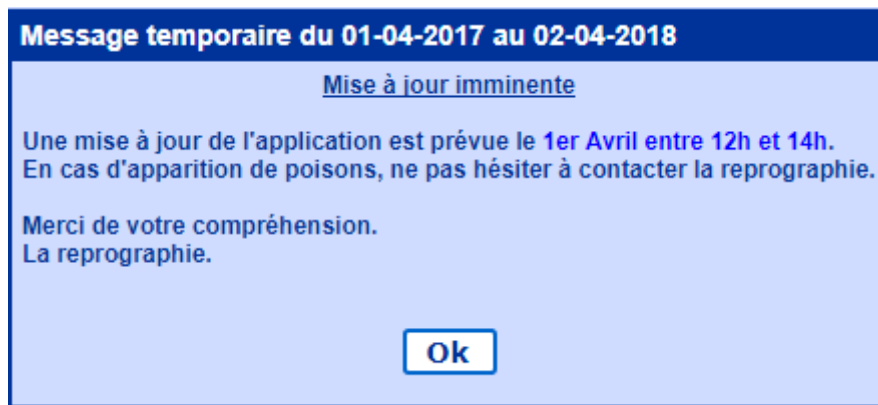 Message temporaire du 01-04-2017 au 02-04-2018
Mise à jour imminente
Une mise à jour de l'application est prévue le 1er Avril entre 12h et 14h.
En cas d'apparition de poisons, ne pas hésiter à contacter la reprographie.
Merci de votre compréhension.
La reprographie.
Ok